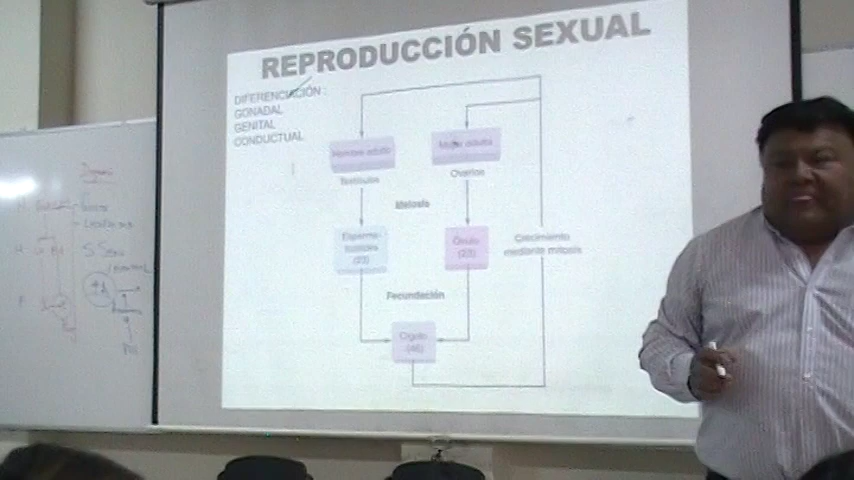 REPRODUCCIÓN SEXUAL
DIFERENCIACIÓN :
GONADAL
GENITAL
CONDUCTUAL
Hombre adulto
Mujer adulta
Testículos
Ovarios
Meiosis
Esperma-
tozoide
(23)
Óvulo
(23)
Crecimiento
mediante mitosis
Fecundación
Cigoto
(46)